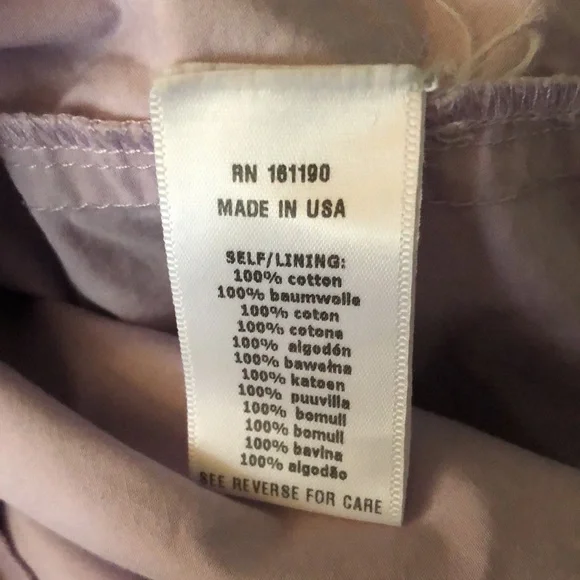 RN 161190
MADE IN USA
SELF/LINING:
100% cotton
100% baumwolle
100% coton
100% cotone
100% algodón
100% bawełna
100% katoen
100% puuvilla
100% bomull
100% bomull
100% bavlna
100% algodão
SEE REVERSE FOR CARE